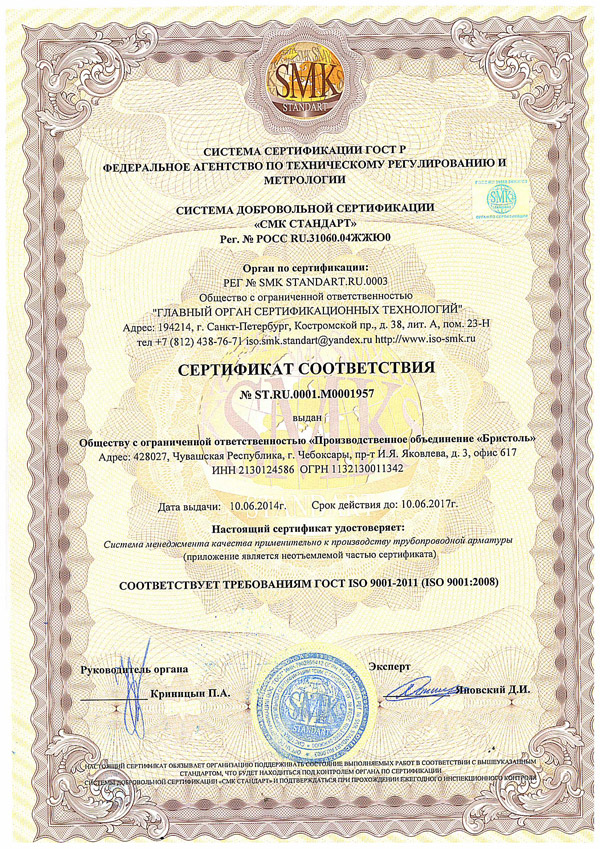 SMK
STANDART
СИСТЕМА СЕРТИФИКАЦИИ ГОСТ Р
ФЕДЕРАЛЬНОЕ АГЕНТСТВО ПО ТЕХНИЧЕСКОМУ РЕГУЛИРОВАНИЮ И
МЕТРОЛОГИИ
СИСТЕМА ДОБРОВОЛЬНОЙ СЕРТИФИКАЦИИ
«СМК СТАНДАРТ»
Рег. № РОСС RU.31060.04ЖЖЮ0
SMK
Орган по сертификации:
РЕГ № SMK STANDART.RU.0003
Общество с ограниченной ответственностью
"ГЛАВНЫЙ ОРГАН СЕРТИФИКАЦИОННЫХ ТЕХНОЛОГИЙ"
Адрес: 194214, г. Санкт-Петербург, Костромской пр., д. 38, лит. А, пом. 23-Н
тел +7 (812) 438-76-71 iso.smk.standart@yandex.ru http://www.iso-smk.ru
СЕРТИФИКАТ СООТВЕТСТВИЯ
№ ST.RU.0001.M0001957
выдан
Обществу с ограниченной ответственностью «Производственное объединение «Бристоль»
Адрес: 428027, Чувашская Республика, г. Чебоксары, пр-т И.Я. Яковлева, д. 3, офис 617
ИНН 2130124586 ОГРН 1132130011342
Дата выдачи: 10.06.2014г. Срок действия до: 10.06.2017г.
Настоящий сертификат удостоверяет:
Система менеджмента качества применительно к производству трубопроводной арматуры
(приложение является неотъемлемой частью сертификата)
СООТВЕТСТВУЕТ ТРЕБОВАНИЯМ ГОСТ ISO 9001-2011 (ISO 9001:2008)
Руководитель органа Эксперт
Криницын П.А. Яновский Д.И.
SMK
STANDART
НАСТОЯЩИЙ СЕРТИФИКАТ ОБЯЗЫВАЕТ ОРГАНИЗАЦИЮ ПОДДЕРЖИВАТЬ СОСТОЯНИЕ ВЫПОЛНЯЕМЫХ РАБОТ В СООТВЕТСТВИИ С ВЫШЕУКАЗАННЫМ
СТАНДАРТОМ, ЧТО БУДЕТ НАХОДИТЬСЯ ПОД КОНТРОЛЕМ ОРГАНА ПО СЕРТИФИКАЦИИ
СИСТЕМЫ ДОБРОВОЛЬНОЙ СЕРТИФИКАЦИИ «СМК СТАНДАРТ» И ПОДТВЕРЖДАТЬСЯ ПРИ ПРОХОЖДЕНИИ ЕЖЕГОДНОГО ИНСПЕКЦИОННОГО КОНТРОЛЯ